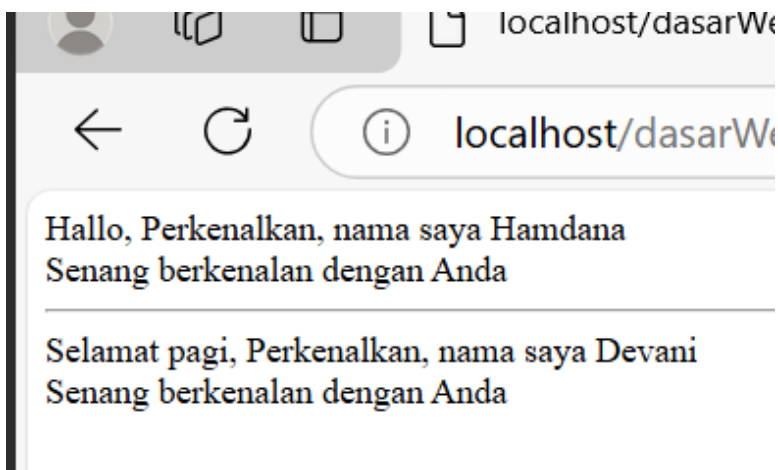 localhost/dasarWe
localhost/dasarWe
Hallo, Perkenalkan, nama saya Hamdana
Senang berkenalan dengan Anda
Selamat pagi, Perkenalkan, nama saya Devani
Senang berkenalan dengan Anda